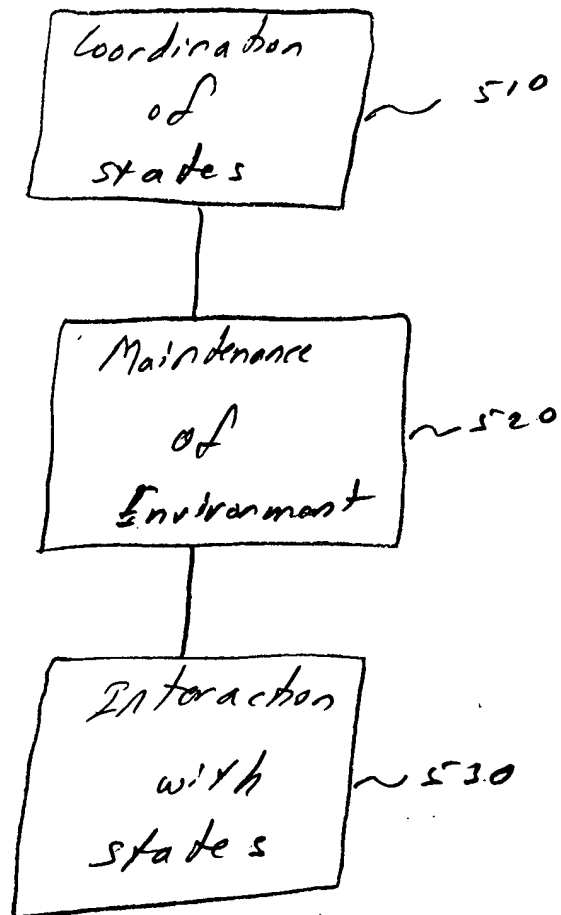 Coordination
of
states
510
Maintenance
of
Environment
520
Interaction
with
states
530